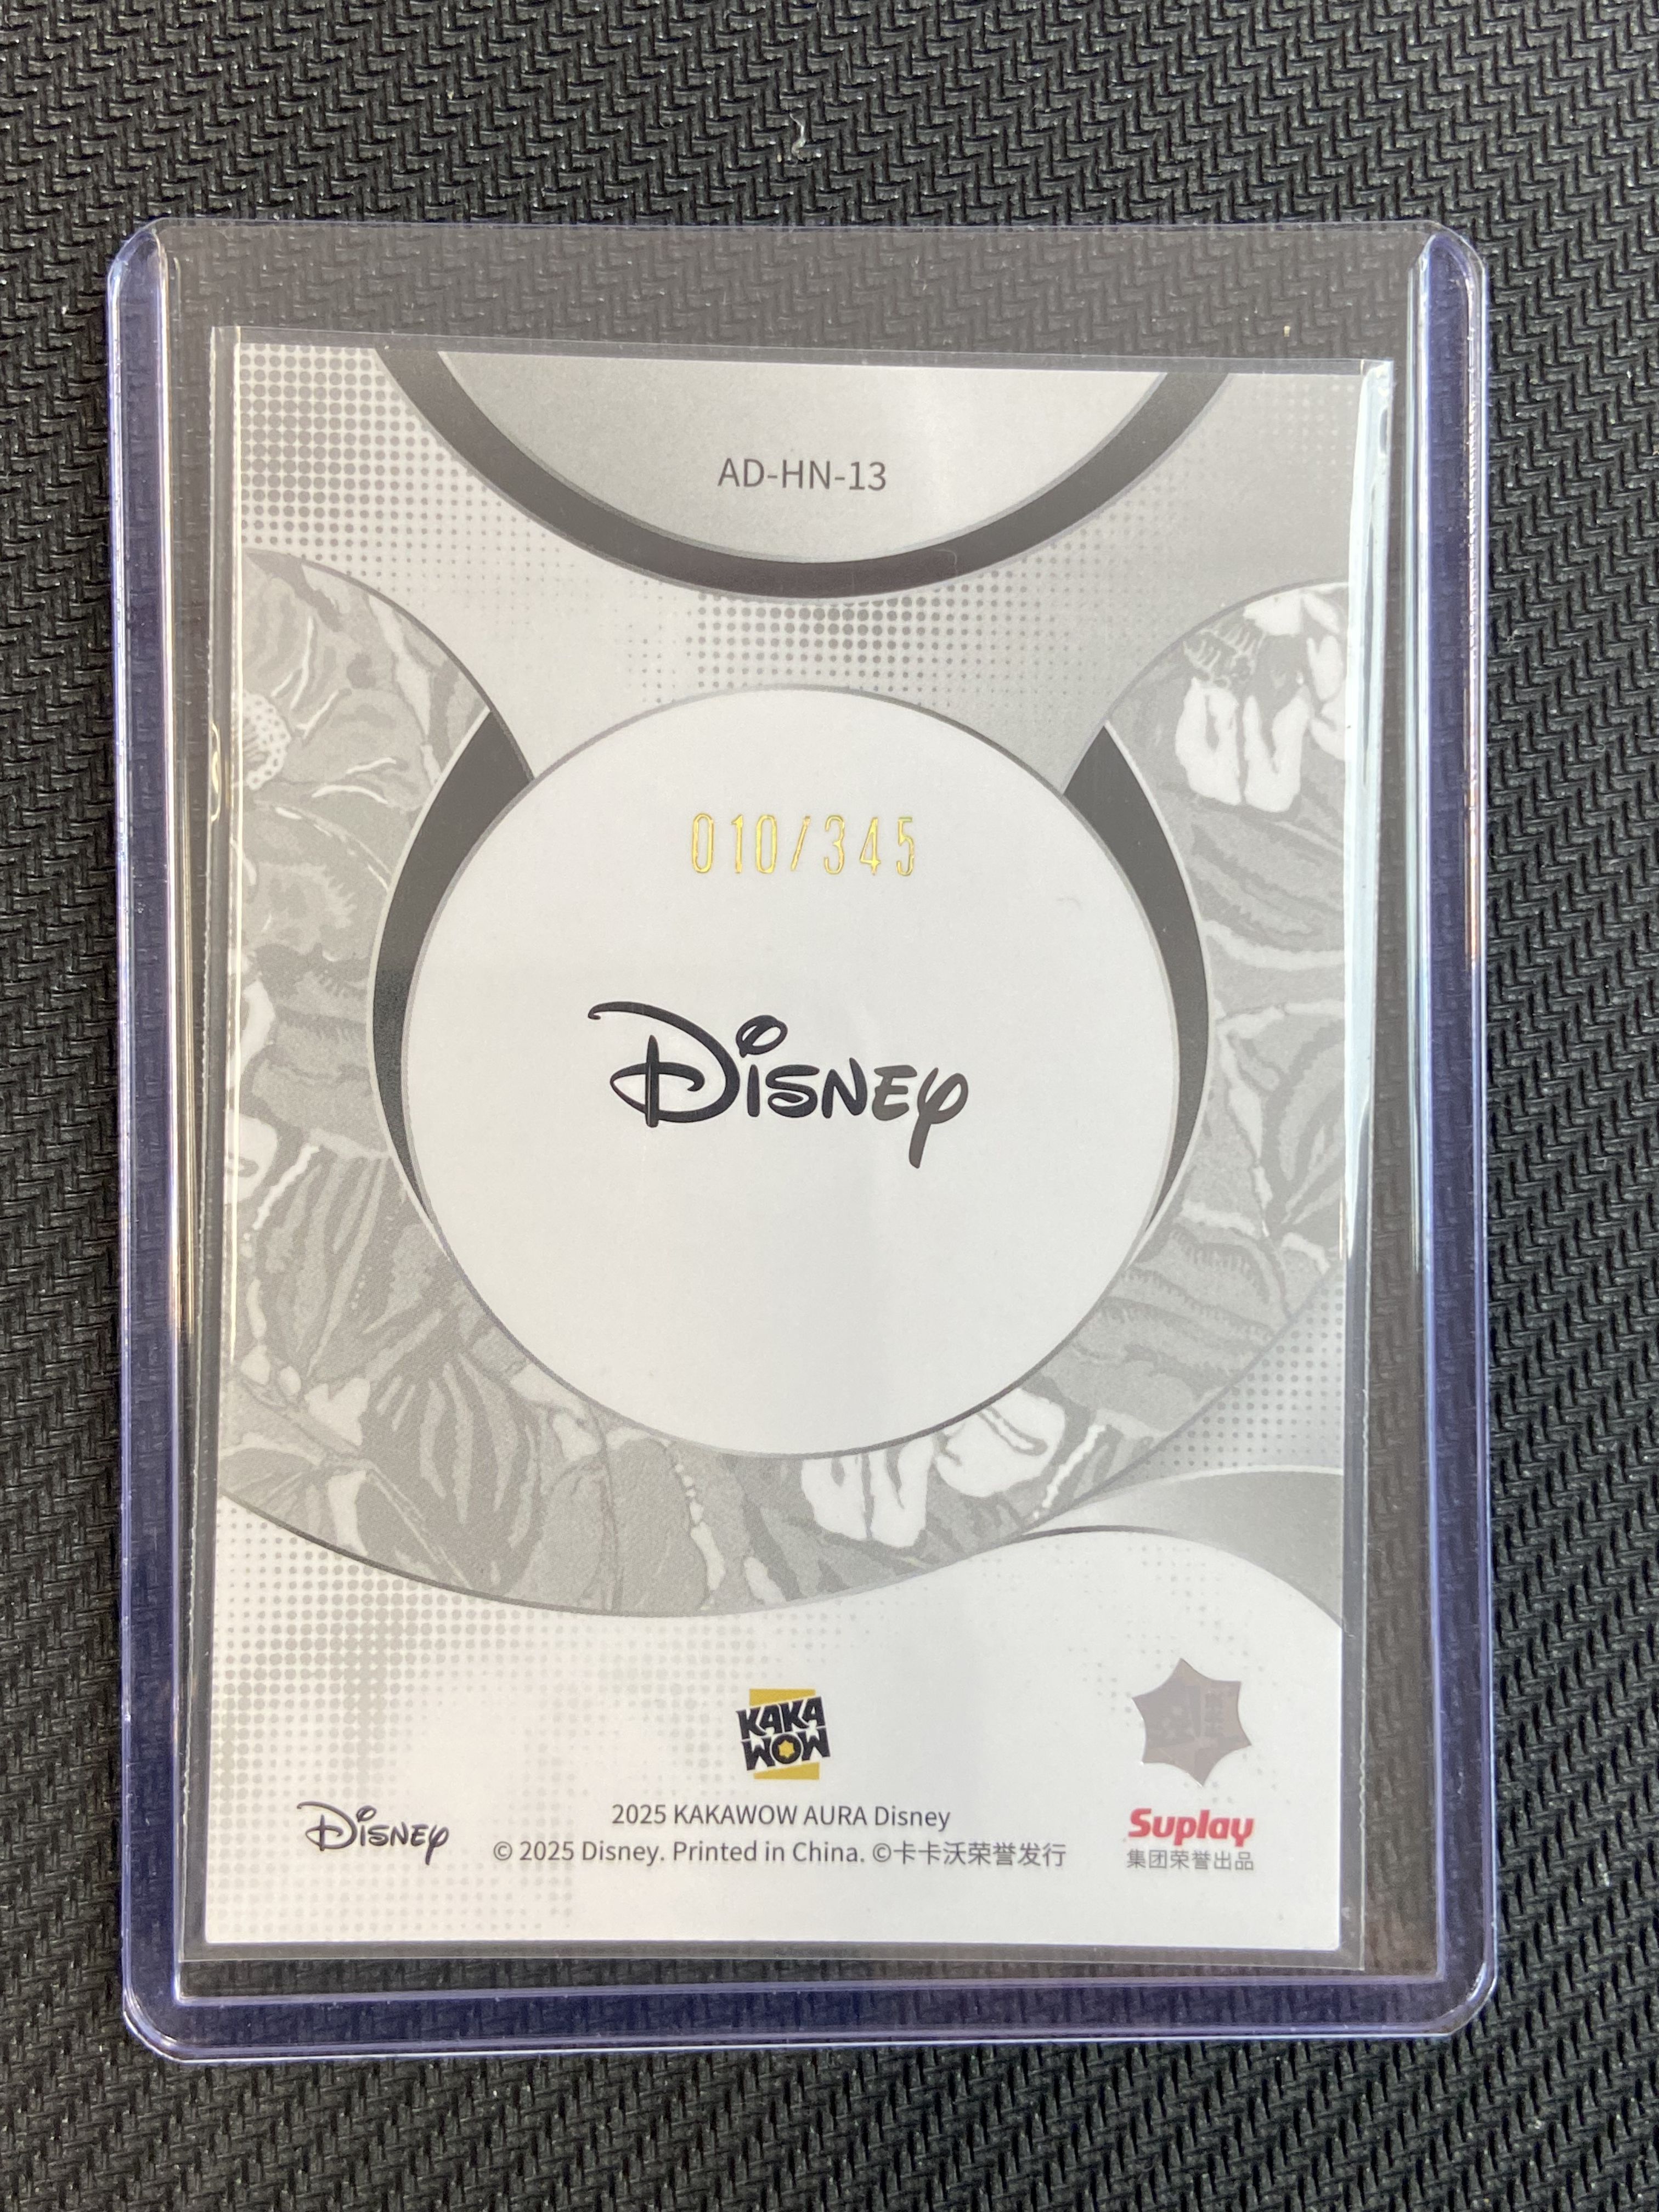 AD-HN-13
010/345
Disney
KAKA
WOW
Disney
2025 KAKAWOW AURA Disney
© 2025 Disney. Printed in China. ©卡卡沃荣誉发行
Suplay
集团荣誉出品